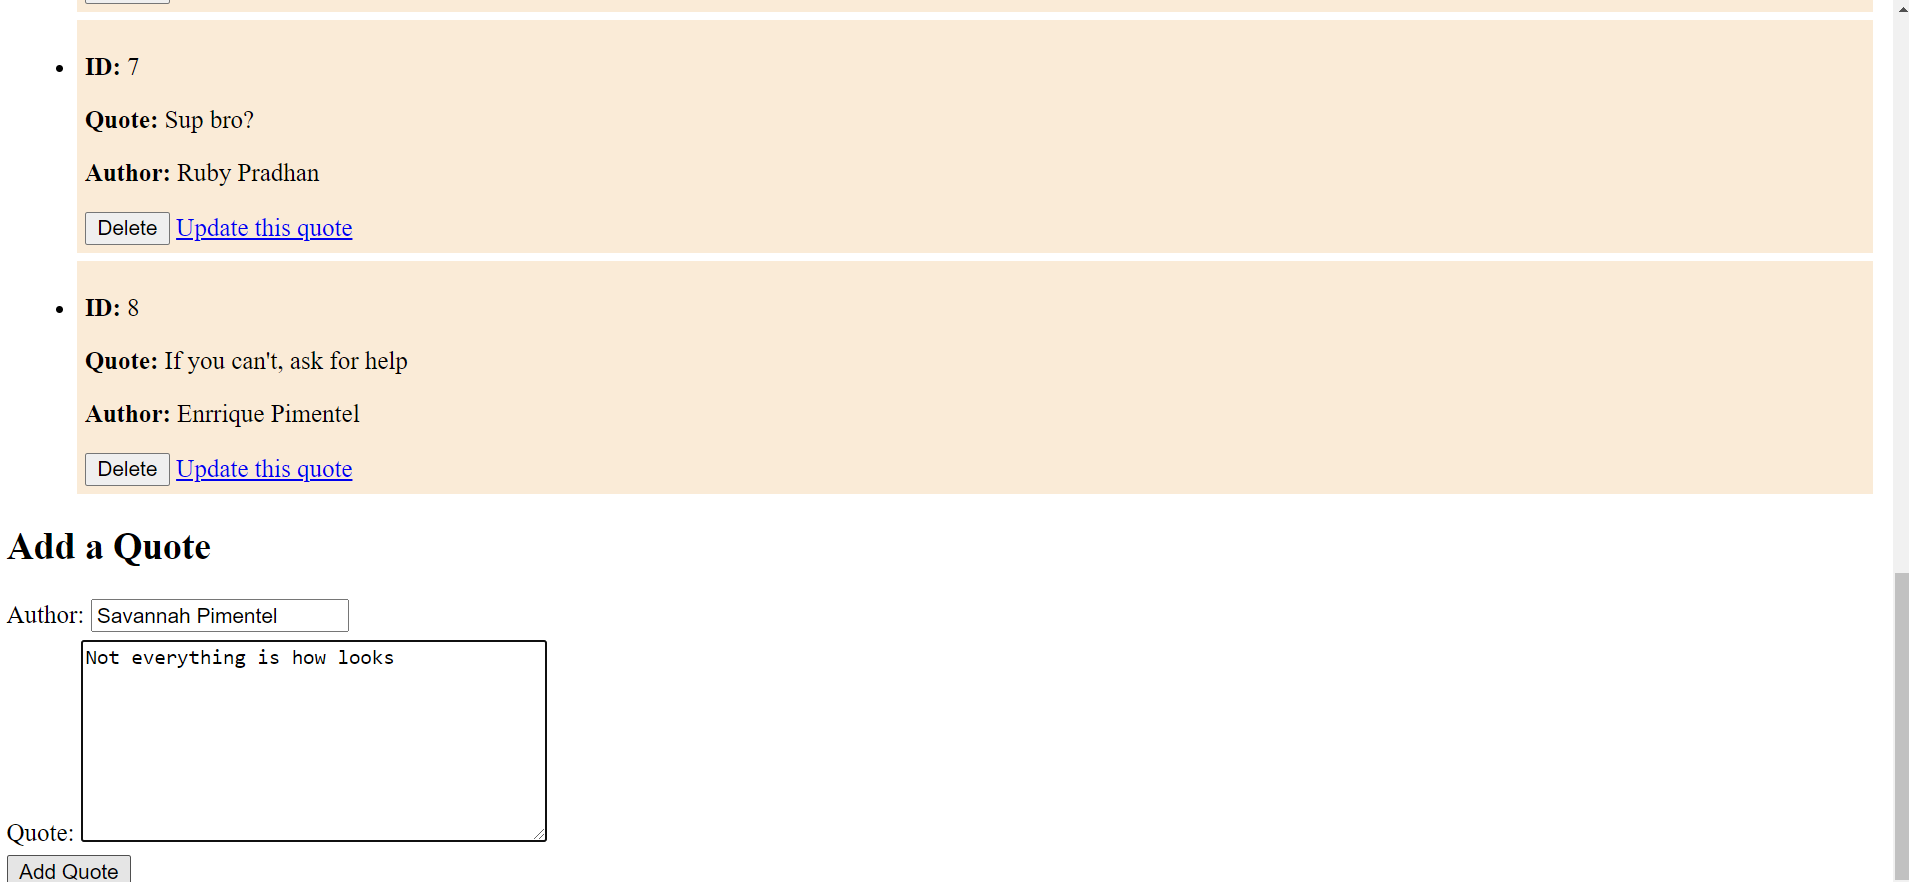 ID: 7
Quote: Sup bro?
Author: Ruby Pradhan
Delete Update this quote
ID: 8
Quote: If you can't, ask for help
Author: Enrrique Pimentel
Delete Update this quote
Add a Quote
Author: Savannah Pimentel
Not everything is how looks
Quote:
Add Quote